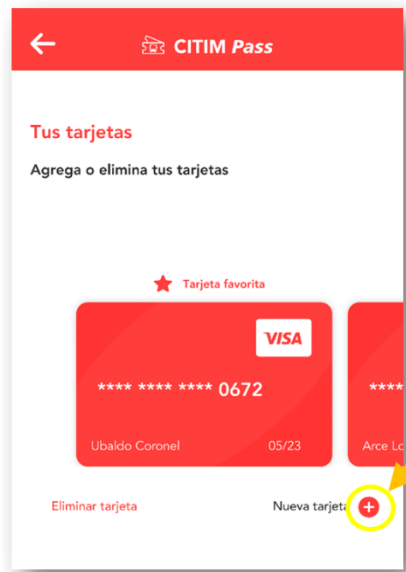 CITIM Pass
Tus tarjetas
Agrega o elimina tus tarjetas
Tarjeta favorita
VISA
**** **** **** 0672
****
Ubaldo Coronel 05/23
Arce Lo
Eliminar tarjeta Nueva tarjeta